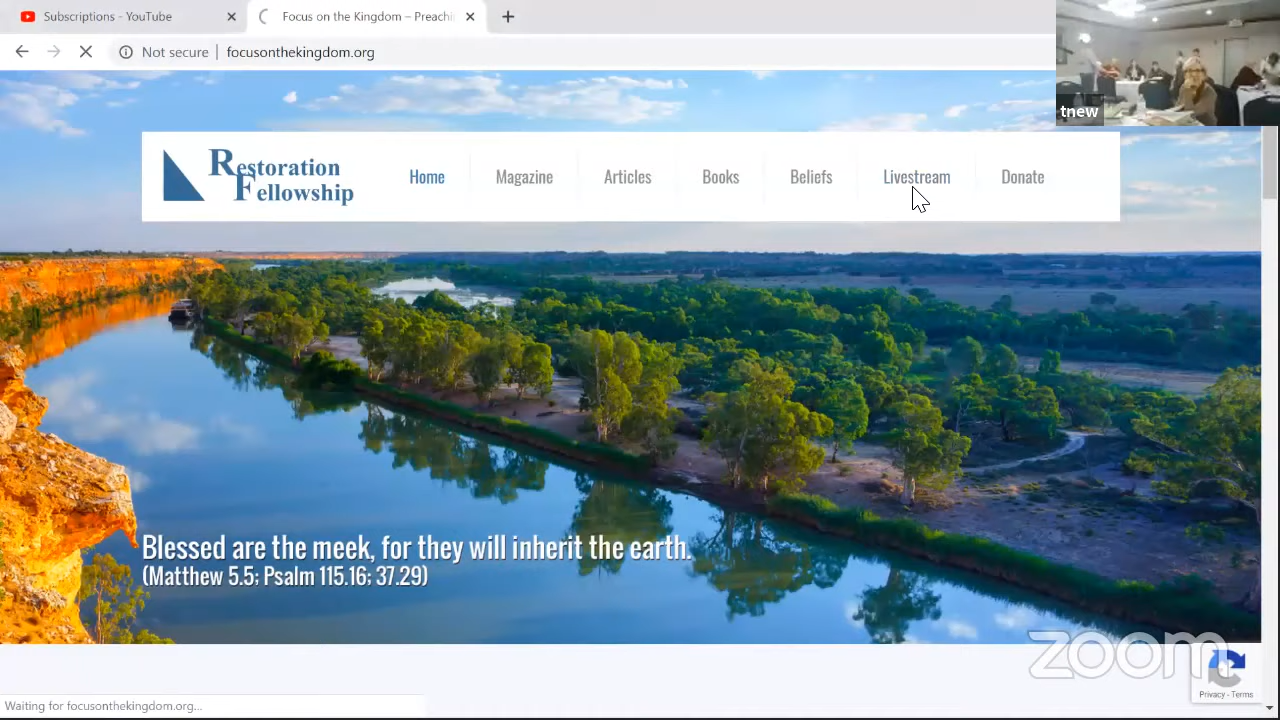 Subscriptions - YouTube
Focus on the Kingdom – Preachi
Not secure | focusonthekingdom.org
tnew
Restoration
Fellowship
Home
Magazine
Articles
Books
Beliefs
Livestream
Donate
Blessed are the meek, for they will inherit the earth.
(Matthew 5.5; Psalm 115.16; 37.29)
zoom
Privacy - Terms
Waiting for focusonthekingdom.org...